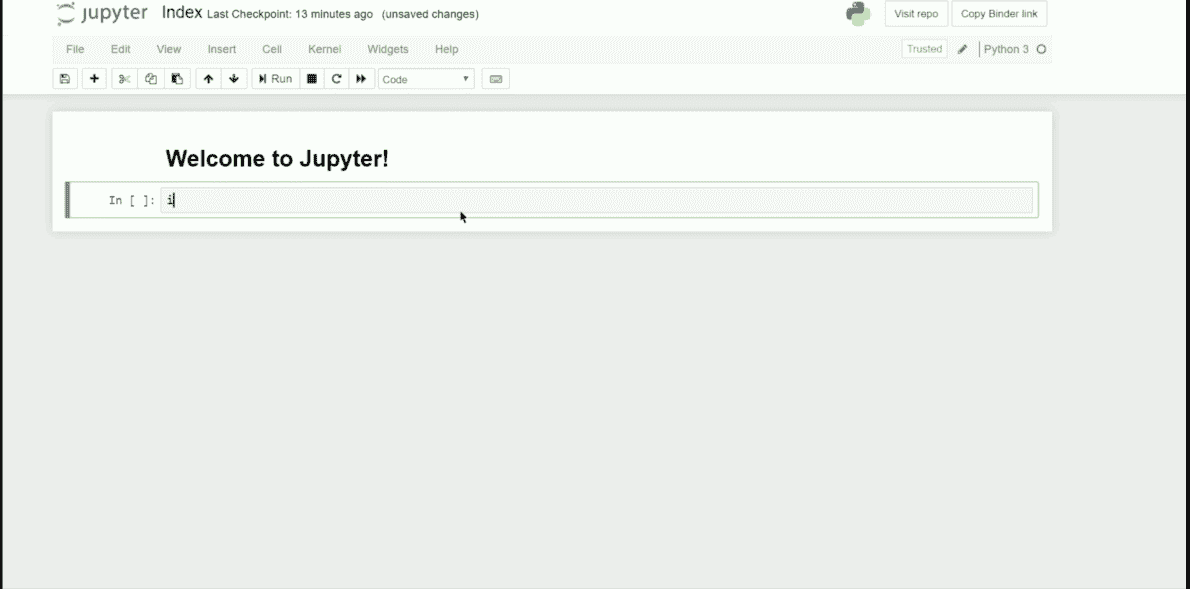 jupyter Index Last Checkpoint: 13 minutes ago (unsaved changes) Visit repo Copy Binder link
File Edit View Insert Cell Kernel Widgets Help Trusted Python 3
Run Code
Welcome to Jupyter!
In [ ]: i